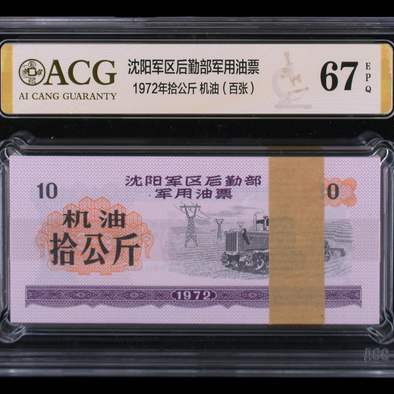 ACG
AI CANG GUARANTY
沈阳军区后勤部军用油票
1972年拾公斤 机油（百张）
67
EPQ
10
沈阳军区后勤部
军用油票
0
机油
拾公斤
1972
ACG